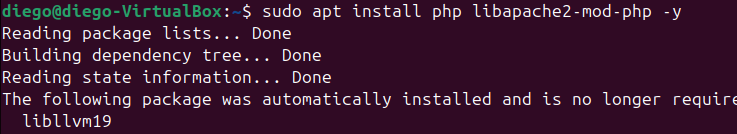 diego@diego-VirtualBox:~$ sudo apt install php libapache2-mod-php -y
Reading package lists... Done
Building dependency tree... Done
Reading state information... Done
The following package was automatically installed and is no longer require
  libllvm19